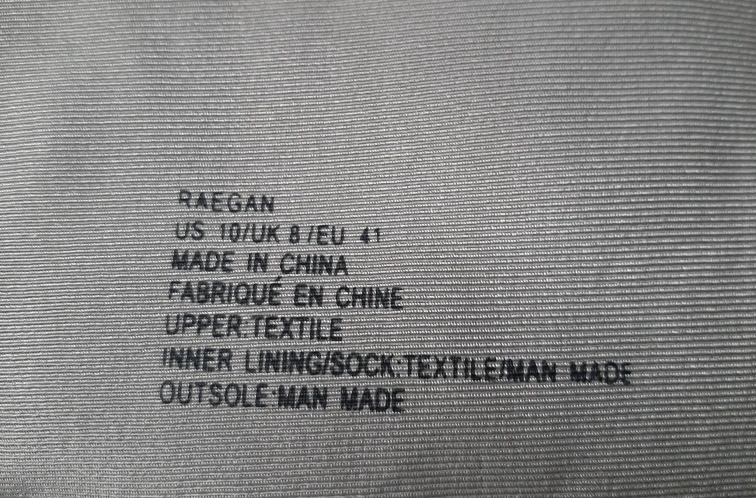 RAEGAN
US 10/UK 8/EU 41
MADE IN CHINA
FABRIQUÉ EN CHINE
UPPER:TEXTILE
INNER LINING/SOCK:TEXTILE/MAN MADE
OUTSOLE:MAN MADE